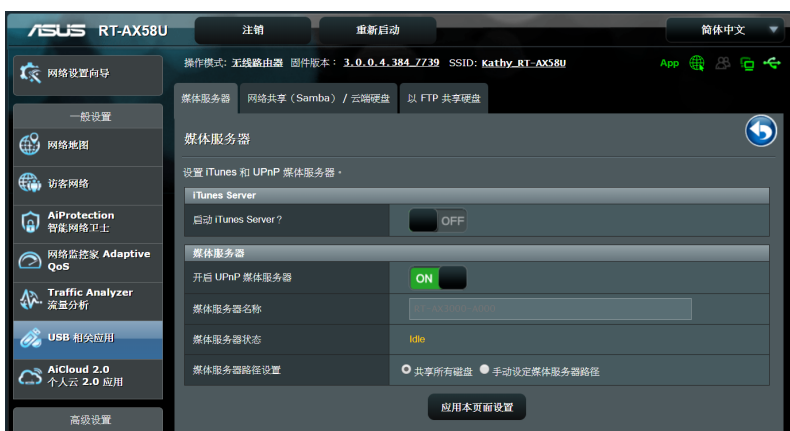 ASUS RT-AX58U 注销 重新启动 简体中文
操作模式: 无线路由器 固件版本: 3.0.0.4.384_7739 SSID: Kathy_RT-AX58U App
网络设置向导
媒体服务器 网络共享（Samba）/ 云端硬盘 以 FTP 共享硬盘
一般设置
网络地图
访客网络
AiProtection
智能网络卫士
网络监控家 Adaptive
QoS
Traffic Analyzer
流量分析
USB 相关应用
AiCloud 2.0
个人云 2.0 应用
高级设置
媒体服务器
设置 iTunes 和 UPnP 媒体服务器。
iTunes Server
启动 iTunes Server？ OFF
媒体服务器
开启 UPnP 媒体服务器 ON
媒体服务器名称
媒体服务器状态 Idle
媒体服务器路径设置 共享所有磁盘 手动设定媒体服务器路径
应用本页面设置